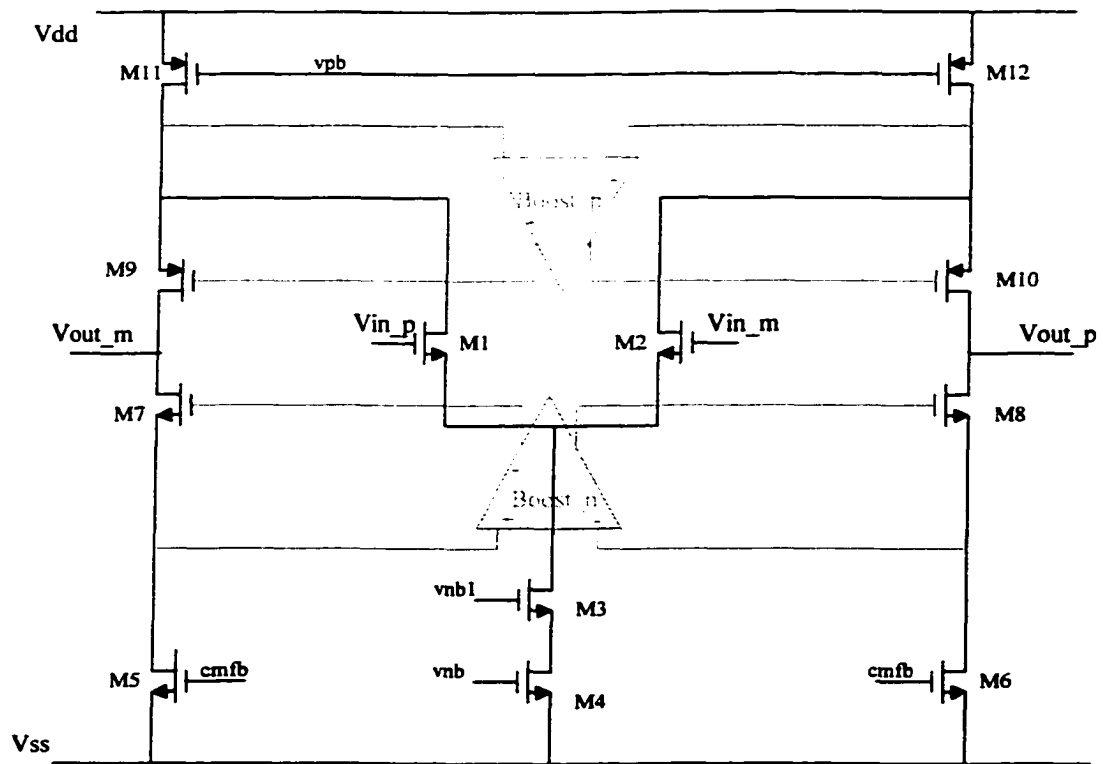 Vdd
M11
vpb
M12
Boost_p
M9
M10
Vin_p
Vin_m
Vout_m
M1
M2
Vout_p
M7
M8
Boost_n
vnb1
M3
M5
cmfb
vnb
cmfb
M6
M4
Vss